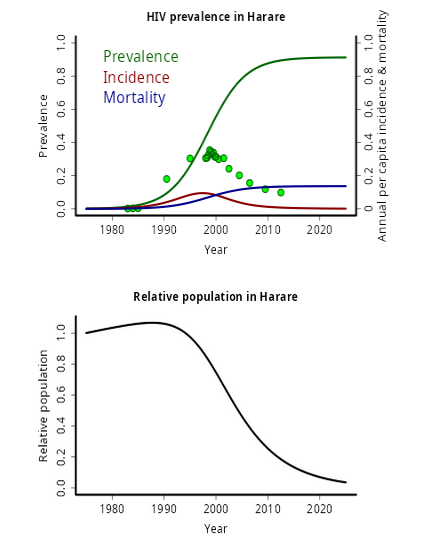 HIV prevalence in Harare
Prevalence
Incidence
Mortality
Prevalence
0.0 0.2 0.4 0.6 0.8 1.0
Annual per capita incidence & mortality
0 0.2 0.4 0.6 0.8 1.0
1980 1990 2000 2010 2020
Year
Relative population in Harare
Relative population
0.0 0.2 0.4 0.6 0.8 1.0
1980 1990 2000 2010 2020
Year